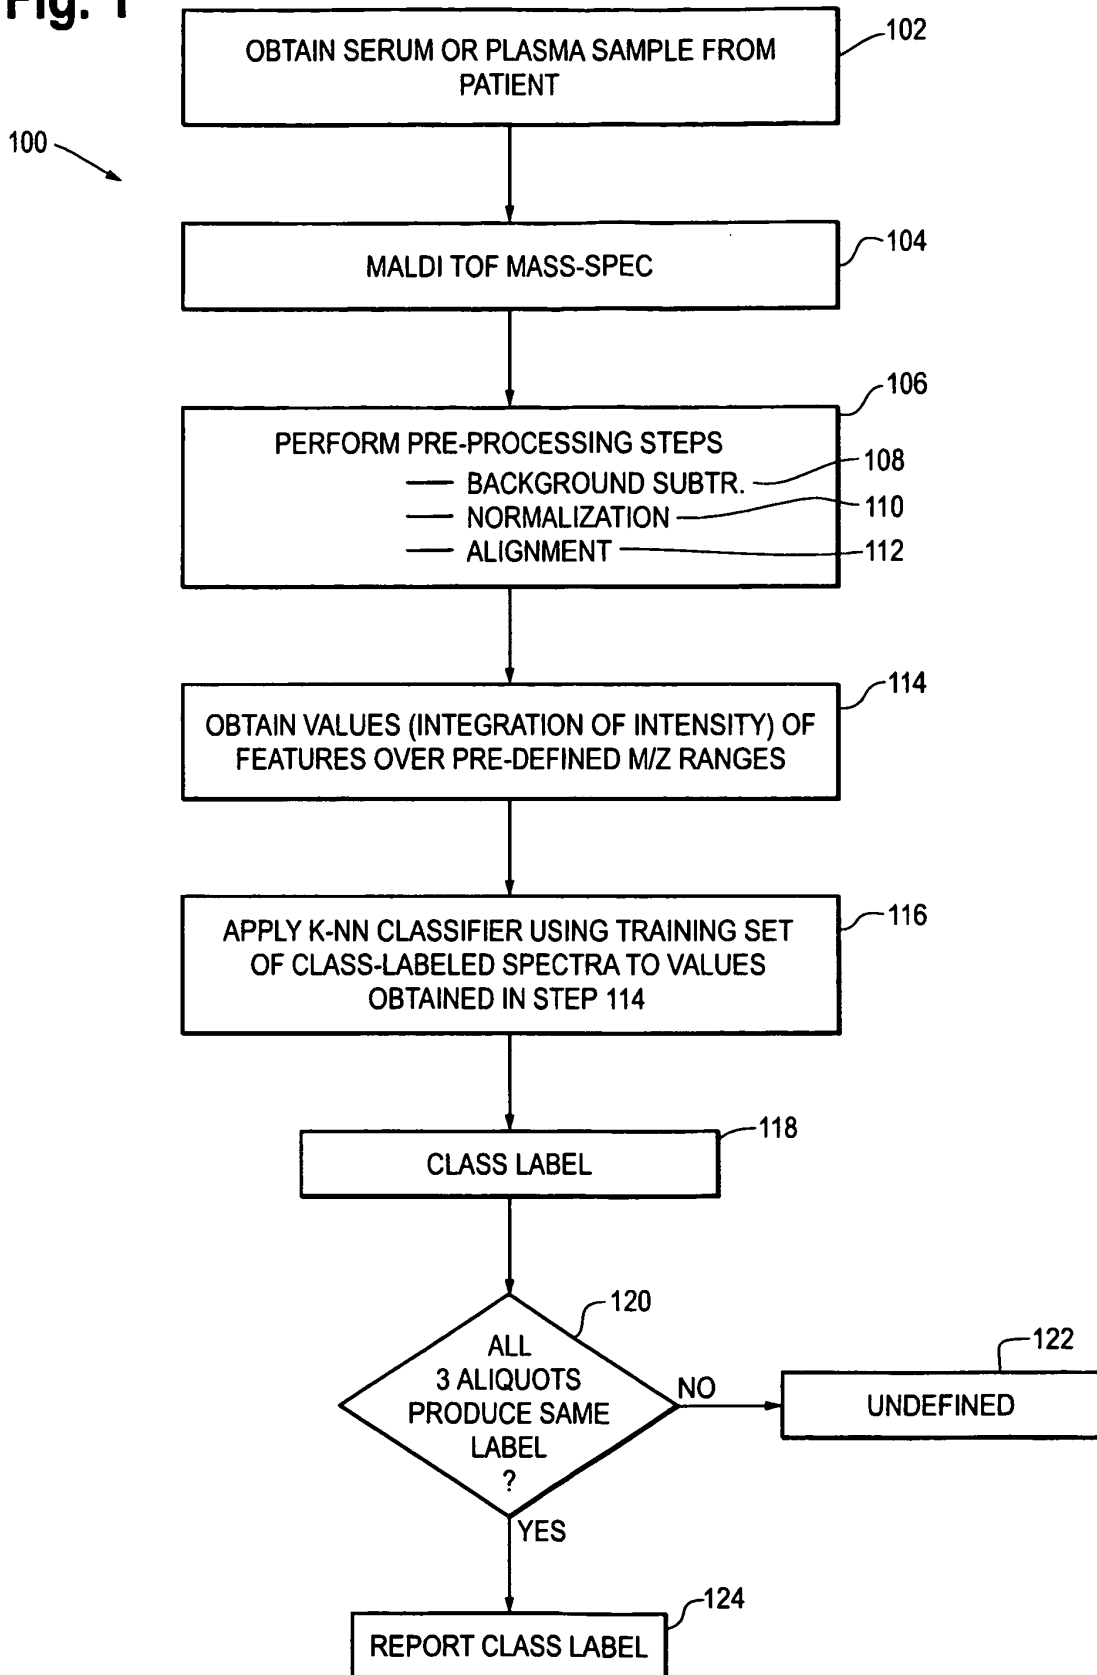 Fig. 1
OBTAIN SERUM OR PLASMA SAMPLE FROM
PATIENT
102
100
MALDI TOF MASS-SPEC
104
106
PERFORM PRE-PROCESSING STEPS
— BACKGROUND SUBTR.
108
— NORMALIZATION
110
— ALIGNMENT
112
114
OBTAIN VALUES (INTEGRATION OF INTENSITY) OF
FEATURES OVER PRE-DEFINED M/Z RANGES
116
APPLY K-NN CLASSIFIER USING TRAINING SET
OF CLASS-LABELED SPECTRA TO VALUES
OBTAINED IN STEP 114
118
CLASS LABEL
120
ALL
3 ALIQUOTS
PRODUCE SAME
LABEL
?
NO
122
UNDEFINED
YES
124
REPORT CLASS LABEL